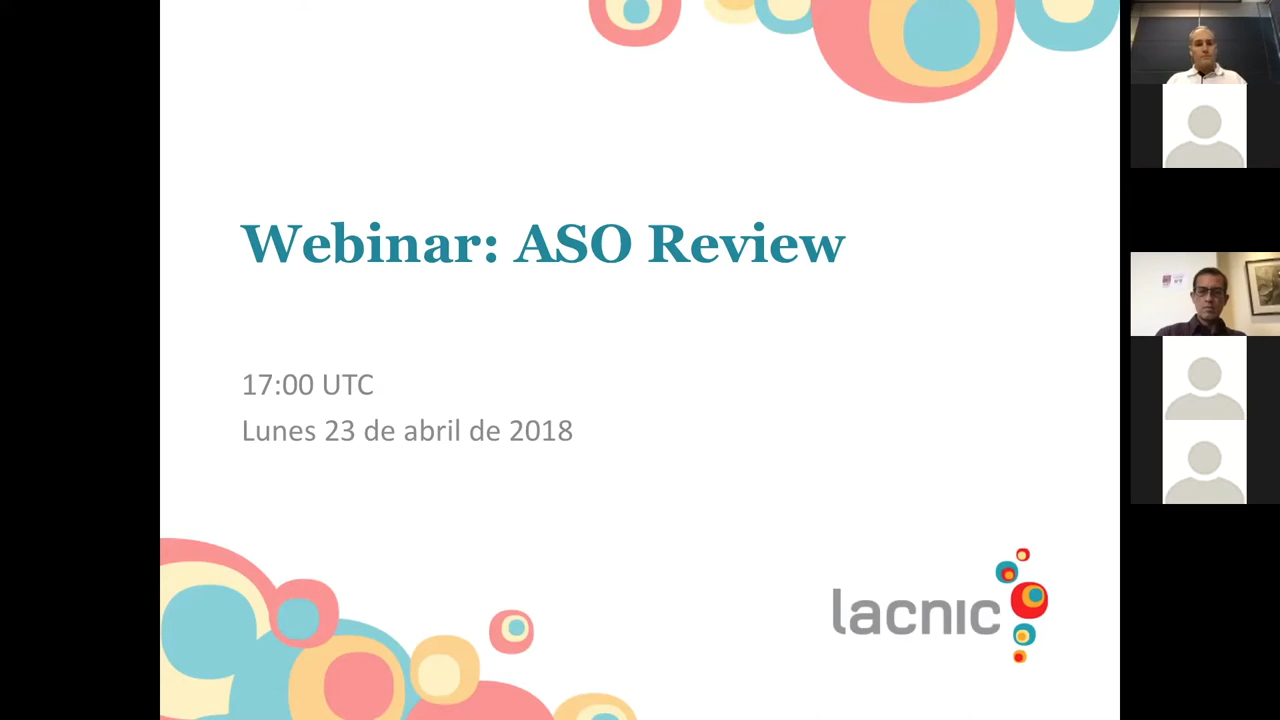 Webinar: ASO Review
17:00 UTC
Lunes 23 de abril de 2018
lacnic